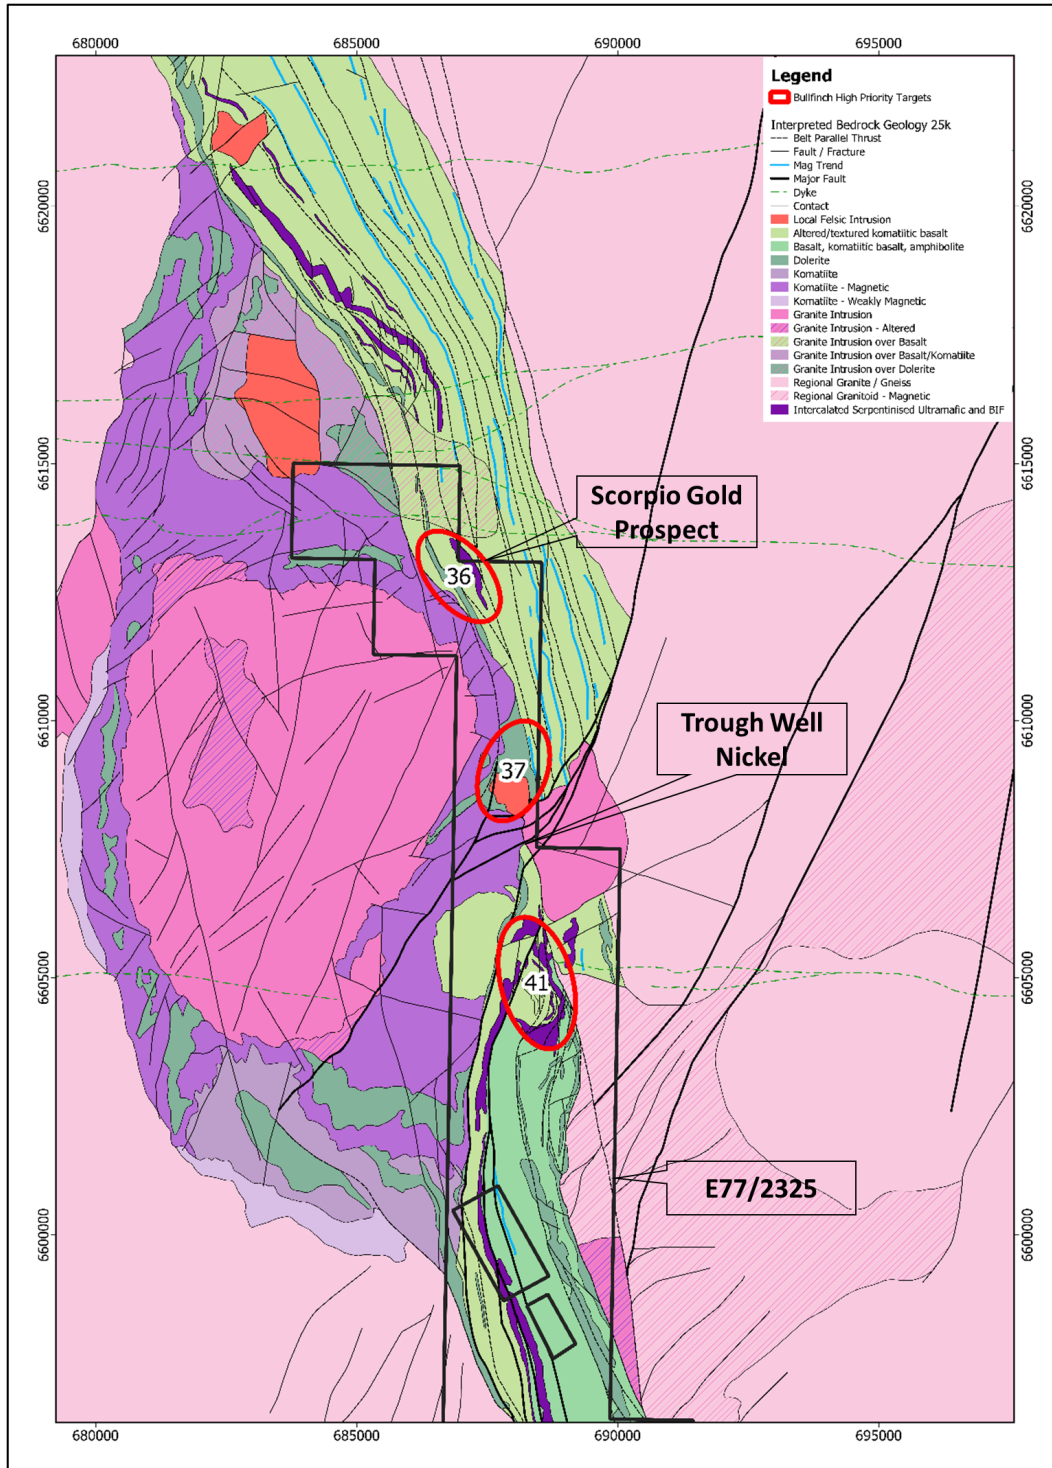 680000
685000
690000
695000
Legend
Bullfinch High Priority Targets
Interpreted Bedrock Geology 25k
Belt Parallel Thrust
Fault / Fracture
Mag Trend
Major Fault
Dyke
Contact
Local Felsic Intrusion
Altered/textured komatiitic basalt
Basalt, komatiitic basalt, amphibolite
Dolerite
Komatiite
Komatiite - Magnetic
Komatiite - Weakly Magnetic
Granite Intrusion
Granite Intrusion - Altered
Granite Intrusion over Basalt
Granite Intrusion over Basalt/Komatiite
Granite Intrusion over Dolerite
Regional Granite / Gneiss
Regional Granitoid - Magnetic
Intercalated Serpentinised Ultramafic and BIF
6620000
6620000
6615000
6615000
Scorpio Gold
Prospect
36
6610000
6610000
Trough Well
Nickel
37
6605000
6605000
41
E77/2325
6600000
6600000
680000
685000
690000
695000